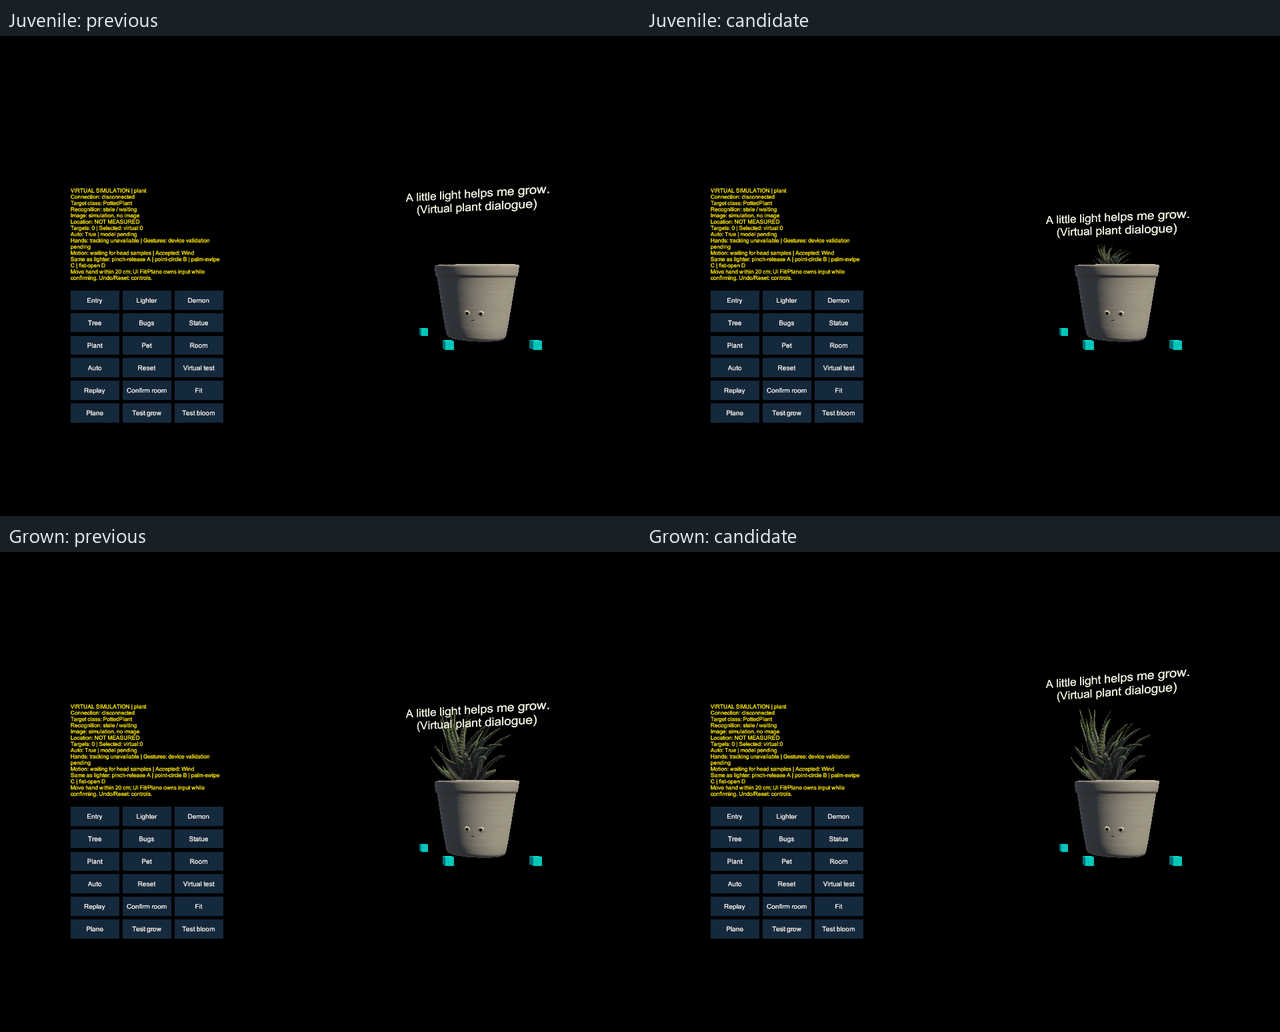 Juvenile: previous
VIRTUAL SIMULATION | plant
Connection: disconnected
Target class: PottedPlant
Recognition: stale / waiting
Image: simulation, no image
Location: NOT MEASURED
Targets: 0 | Selected: virtual:0
Auto: True | model pending
Hands: tracking unavailable | Gestures: device validation
pending
Motion: waiting for head samples | Accepted: Wind
Same as lighter: pinch-release A | point-circle B | palm-swipe
C | fist-open D
Move hand within 20 cm; UI Fit/Plane owns input while
confirming. Undo/Reset: controls.
Entry Lighter Demon
Tree Bugs Statue
Plant Pet Room
Auto Reset Virtual test
Replay Confirm room Fit
Plane Test grow Test bloom
A little light helps me grow.
(Virtual plant dialogue)
Juvenile: candidate
VIRTUAL SIMULATION | plant
Connection: disconnected
Target class: PottedPlant
Recognition: stale / waiting
Image: simulation, no image
Location: NOT MEASURED
Targets: 0 | Selected: virtual:0
Auto: True | model pending
Hands: tracking unavailable | Gestures: device validation
pending
Motion: waiting for head samples | Accepted: Wind
Same as lighter: pinch-release A | point-circle B | palm-swipe
C | fist-open D
Move hand within 20 cm; UI Fit/Plane owns input while
confirming. Undo/Reset: controls.
Entry Lighter Demon
Tree Bugs Statue
Plant Pet Room
Auto Reset Virtual test
Replay Confirm room Fit
Plane Test grow Test bloom
A little light helps me grow.
(Virtual plant dialogue)
Grown: previous
VIRTUAL SIMULATION | plant
Connection: disconnected
Target class: PottedPlant
Recognition: stale / waiting
Image: simulation, no image
Location: NOT MEASURED
Targets: 0 | Selected: virtual:0
Auto: True | model pending
Hands: tracking unavailable | Gestures: device validation
pending
Motion: waiting for head samples | Accepted: Wind
Same as lighter: pinch-release A | point-circle B | palm-swipe
C | fist-open D
Move hand within 20 cm; UI Fit/Plane owns input while
confirming. Undo/Reset: controls.
Entry Lighter Demon
Tree Bugs Statue
Plant Pet Room
Auto Reset Virtual test
Replay Confirm room Fit
Plane Test grow Test bloom
A little light helps me grow.
(Virtual plant dialogue)
Grown: candidate
VIRTUAL SIMULATION | plant
Connection: disconnected
Target class: PottedPlant
Recognition: stale / waiting
Image: simulation, no image
Location: NOT MEASURED
Targets: 0 | Selected: virtual:0
Auto: True | model pending
Hands: tracking unavailable | Gestures: device validation
pending
Motion: waiting for head samples | Accepted: Wind
Same as lighter: pinch-release A | point-circle B | palm-swipe
C | fist-open D
Move hand within 20 cm; UI Fit/Plane owns input while
confirming. Undo/Reset: controls.
Entry Lighter Demon
Tree Bugs Statue
Plant Pet Room
Auto Reset Virtual test
Replay Confirm room Fit
Plane Test grow Test bloom
A little light helps me grow.
(Virtual plant dialogue)